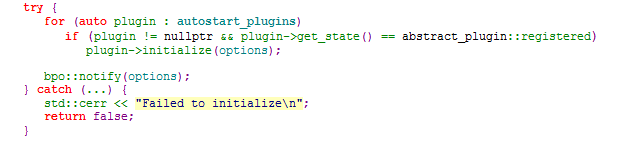 try {
   for (auto plugin : autostart_plugins)
      if (plugin != nullptr && plugin->get_state() == abstract_plugin::registered)
         plugin->initialize(options);

   bpo::notify(options);
} catch (...) {
   std::cerr << "Failed to initialize\n";
   return false;
}